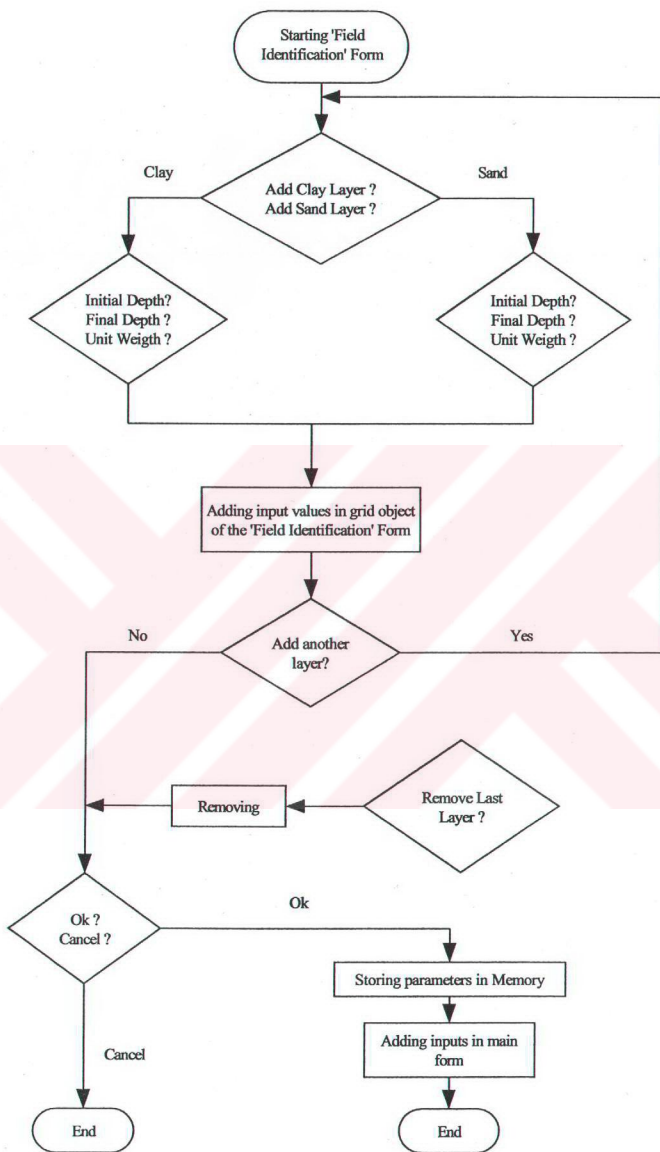 Starting 'Field
Identification' Form
Clay
Sand
Add Clay Layer ?
Add Sand Layer ?
Initial Depth?
Final Depth ?
Unit Weigth ?
Initial Depth?
Final Depth ?
Unit Weigth ?
Adding input values in grid object
of the 'Field Identification' Form
No
Yes
Add another
layer?
Removing
Remove Last
Layer ?
Ok ?
Cancel ?
Ok
Storing parameters in Memory
Adding inputs in main
form
Cancel
End
End